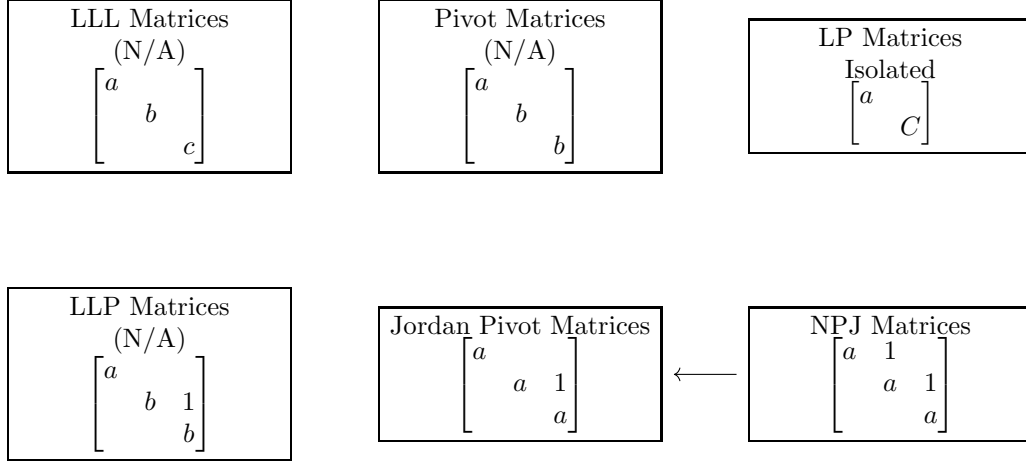 LLL Matrices
(N/A)
a
b
c
Pivot Matrices
(N/A)
a
b
b
LP Matrices
Isolated
a
C
LLP Matrices
(N/A)
a
b 1
b
Jordan Pivot Matrices
a
a 1
a
NPJ Matrices
a 1
a 1
a